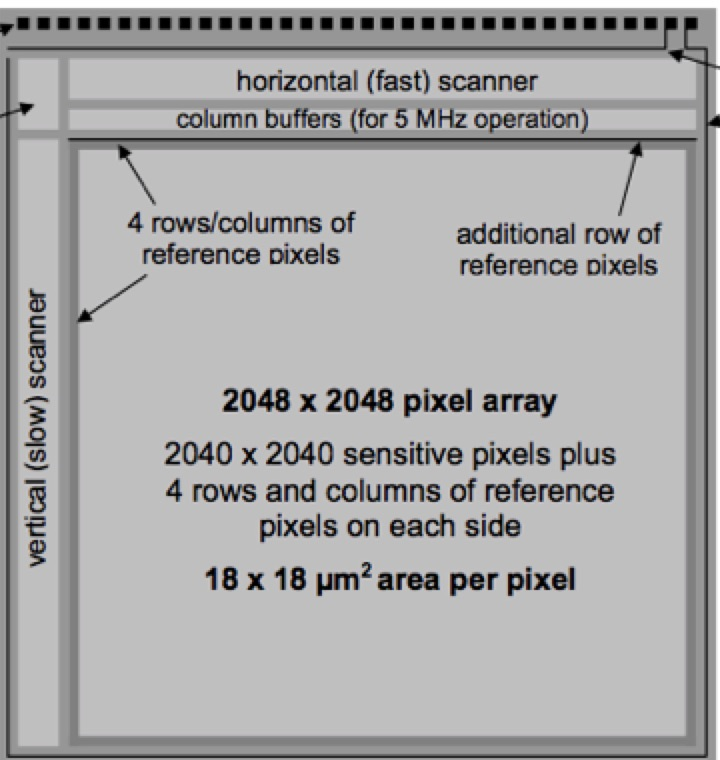 horizontal (fast) scanner
column buffers (for 5 MHz operation)
4 rows/columns of
reference pixels
additional row of
reference pixels
vertical (slow) scanner
2048 x 2048 pixel array
2040 x 2040 sensitive pixels plus
4 rows and columns of reference
pixels on each side
18 x 18 µm² area per pixel